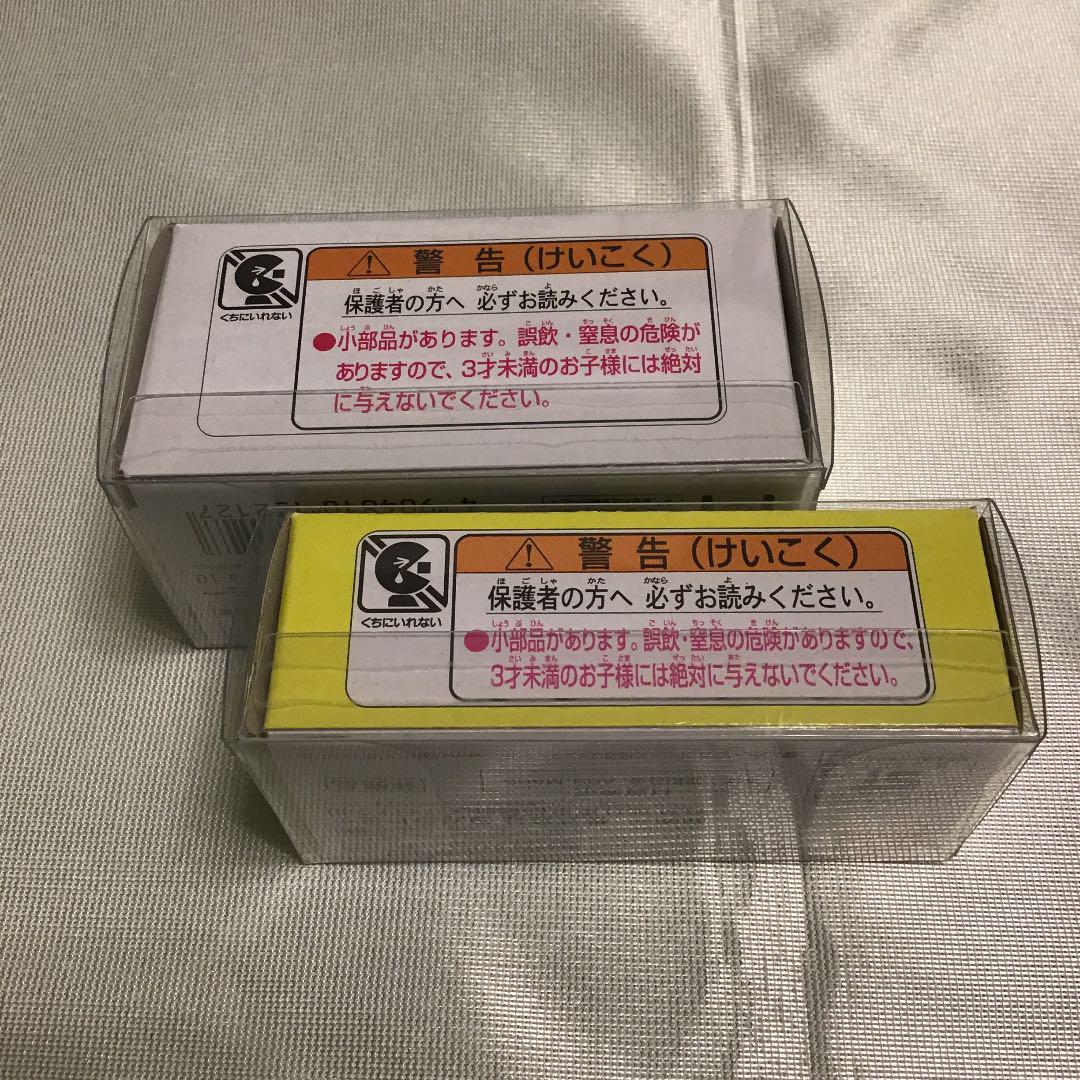 警告（けいこく）
くちにいれない
保護者の方へ 必ずお読みください。
●小部品があります。誤飲・窒息の危険が
ありますので、3才未満のお子様には絶対
に与えないでください。
警告（けいこく）
くちにいれない
保護者の方へ 必ずお読みください。
●小部品があります。誤飲・窒息の危険がありますので、
3才未満のお子様には絶対に与えないでください。